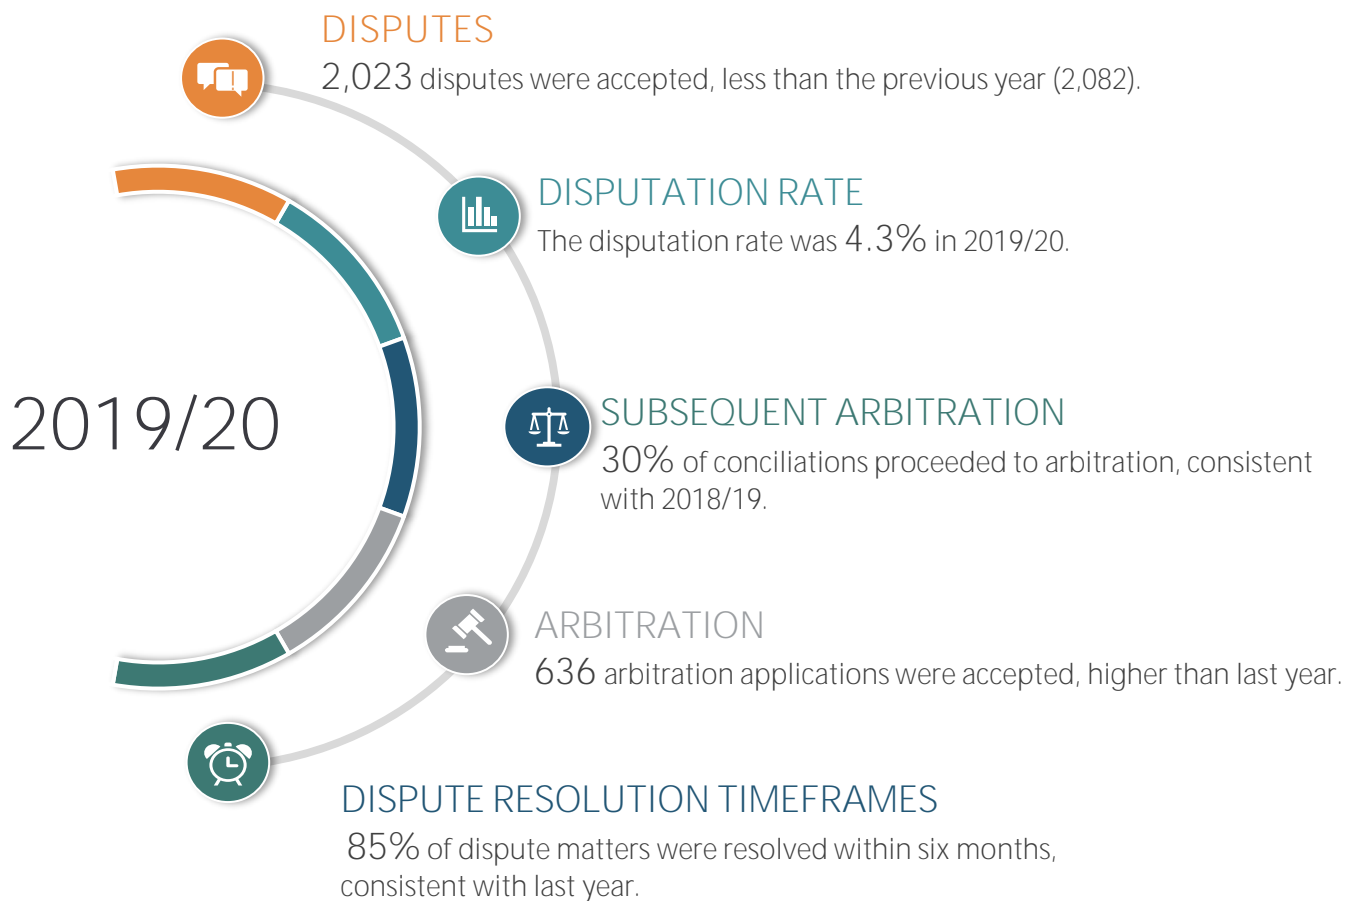 DISPUTES
2,023 disputes were accepted, less than the previous year (2,082).
DISPUTATION RATE
The disputation rate was 4.3% in 2019/20.
2019/20
SUBSEQUENT ARBITRATION
30% of conciliations proceeded to arbitration, consistent
with 2018/19.
ARBITRATION
636 arbitration applications were accepted, higher than last year.
DISPUTE RESOLUTION TIMEFRAMES
85% of dispute matters were resolved within six months,
consistent with last year.